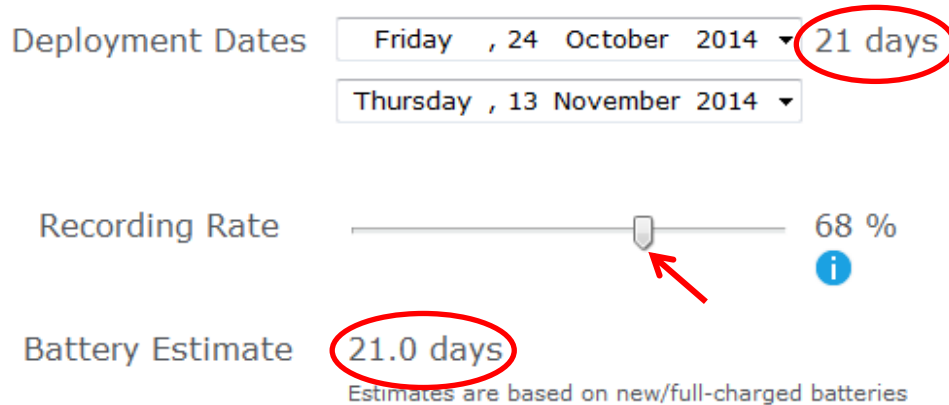 Deployment Dates Friday , 24 October 2014 21 days
Thursday , 13 November 2014
Recording Rate 68 %
i
Battery Estimate 21.0 days
Estimates are based on new/full-charged batteries